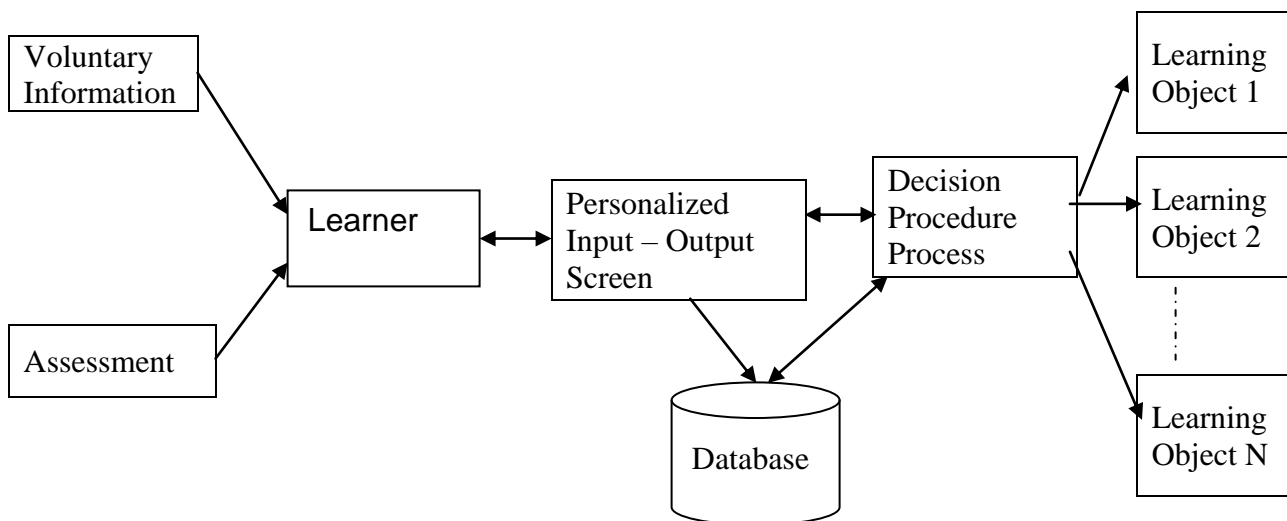 Voluntary
Information
Assessment
Learner
Personalized
Input – Output
Screen
Database
Decision
Procedure
Process
Learning
Object 1
Learning
Object 2
Learning
Object N